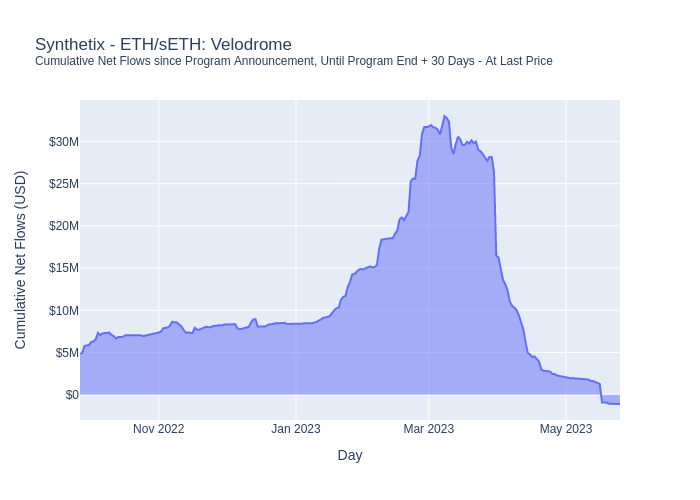 Synthetix - ETH/sETH: Velodrome
Cumulative Net Flows since Program Announcement, Until Program End + 30 Days - At Last Price
Cumulative Net Flows (USD)
$30M
$25M
$20M
$15M
$10M
$5M
$0
Nov 2022
Jan 2023
Mar 2023
May 2023
Day